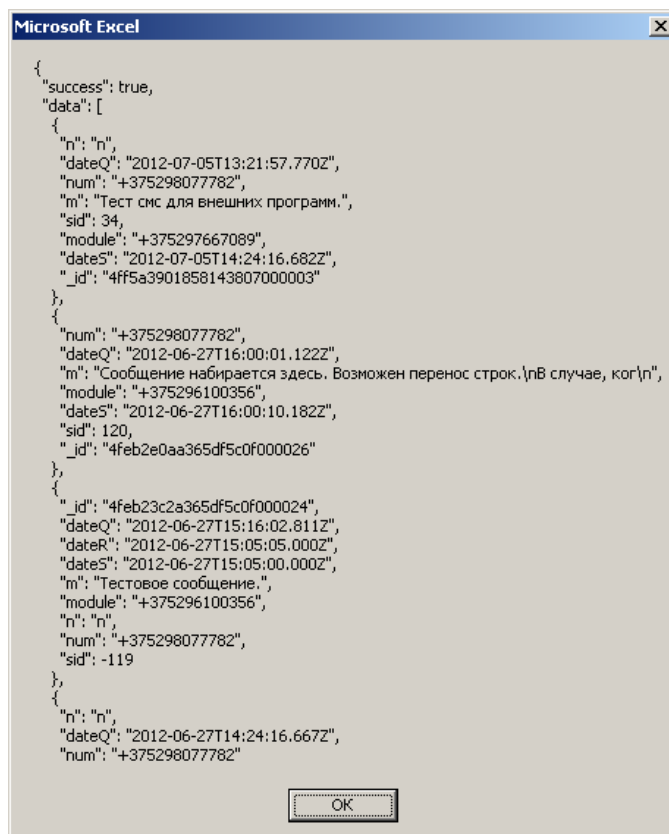 Microsoft Excel
{
"success": true,
"data": [
{
"n": "n",
"dateQ": "2012-07-05T13:21:57.770Z",
"num": "+375298077782",
"m": "Тест смс для внешних программ.",
"sid": 34,
"module": "+375297667089",
"dateS": "2012-07-05T14:24:16.682Z",
"_id": "4ff5a3901858143807000003"
},
{
"num": "+375298077782",
"dateQ": "2012-06-27T16:00:01.122Z",
"m": "Сообщение набирается здесь. Возможен перенос строк.\nВ случае, ког\n",
"module": "+375296100356",
"dateS": "2012-06-27T16:00:10.182Z",
"sid": 120,
"_id": "4feb2e0aa365df5c0f000026"
},
{
"_id": "4feb23c2a365df5c0f000024",
"dateQ": "2012-06-27T15:16:02.811Z",
"dateR": "2012-06-27T15:05:05.000Z",
"dateS": "2012-06-27T15:05:00.000Z",
"m": "Тестовое сообщение.",
"module": "+375296100356",
"n": "n",
"num": "+375298077782",
"sid": -119
},
{
"n": "n",
"dateQ": "2012-06-27T14:24:16.667Z",
"num": "+375298077782"
ОК